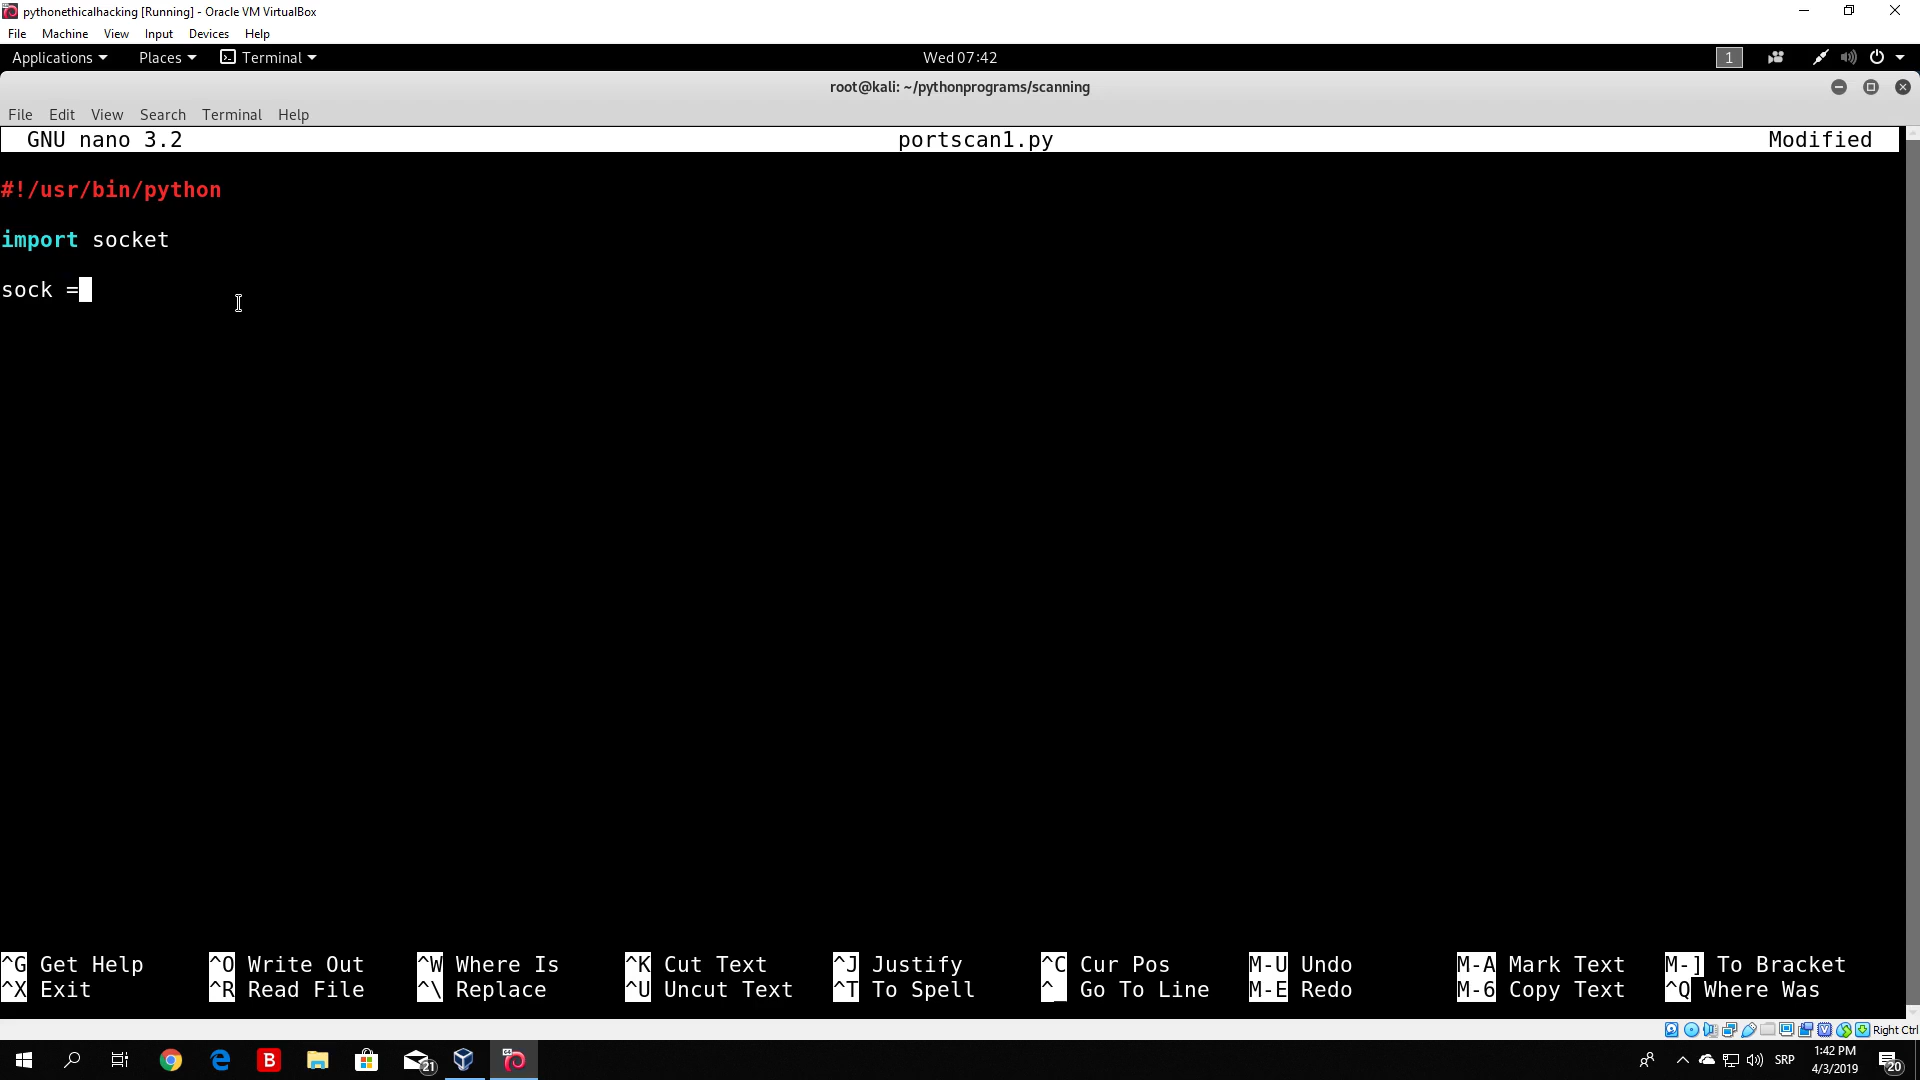 pythonethicalhacking [Running] - Oracle VM VirtualBox
File Machine View Input Devices Help
Applications Places Terminal Wed 07:42 1
root@kali: ~/pythonprograms/scanning
File Edit View Search Terminal Help
GNU nano 3.2 portscan1.py Modified
#!/usr/bin/python
import socket
sock =
^G Get Help ^O Write Out ^W Where Is ^K Cut Text ^J Justify ^C Cur Pos M-U Undo M-A Mark Text M-] To Bracket
^X Exit ^R Read File ^\ Replace ^U Uncut Text ^T To Spell ^_ Go To Line M-E Redo M-6 Copy Text ^Q Where Was
Right Ctrl
B 21 64 SRP 1:42 PM 20
4/3/2019